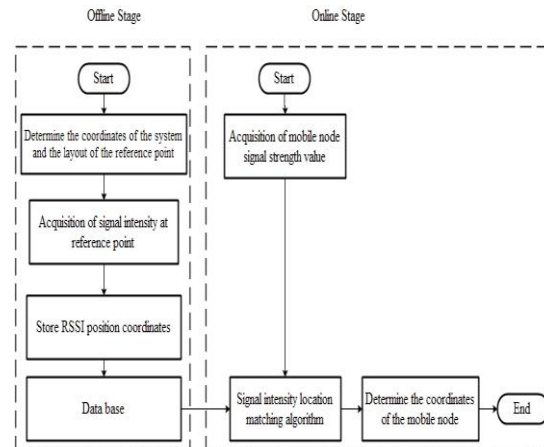 Offline Stage
Online Stage
Start
Determine the coordinates of the system
and the layout of the reference point
Acquisition of signal intensity at
reference point
Store RSSI position coordinates
Data base
Start
Acquisition of mobile node
signal strength value
Signal intensity location
matching algorithm
Determine the coordinates
of the mobile node
End